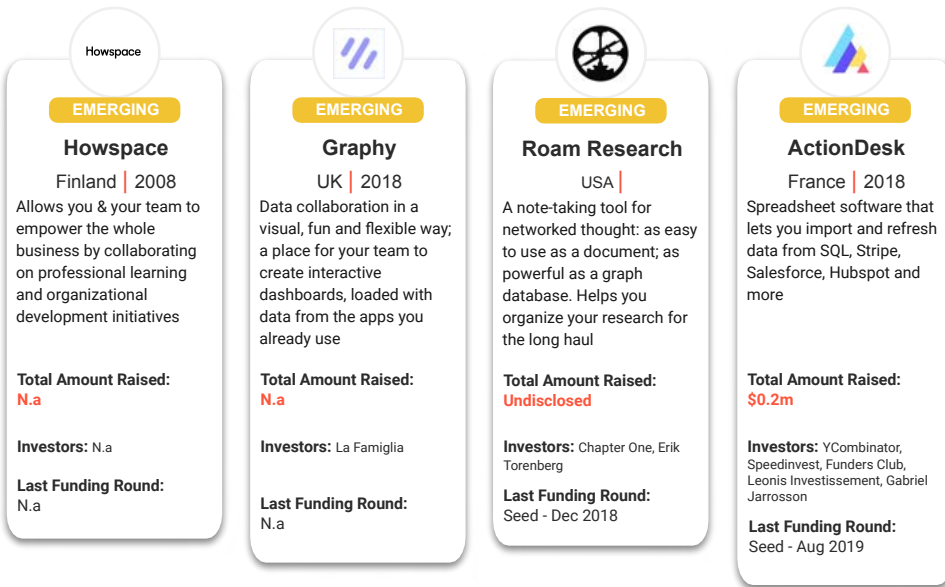 Howspace
EMERGING
Howspace
Finland | 2008
Allows you & your team to
empower the whole
business by collaborating
on professional learning
and organizational
development initiatives
Total Amount Raised:
N.a
Investors: N.a
Last Funding Round:
N.a
EMERGING
Graphy
UK | 2018
Data collaboration in a
visual, fun and flexible way;
a place for your team to
create interactive
dashboards, loaded with
data from the apps you
already use
Total Amount Raised:
N.a
Investors: La Famiglia
Last Funding Round:
N.a
EMERGING
Roam Research
USA |
A note-taking tool for
networked thought: as easy
to use as a document; as
powerful as a graph
database. Helps you
organize your research for
the long haul
Total Amount Raised:
Undisclosed
Investors: Chapter One, Erik
Torenberg
Last Funding Round:
Seed - Dec 2018
EMERGING
ActionDesk
France | 2018
Spreadsheet software that
lets you import and refresh
data from SQL, Stripe,
Salesforce, Hubspot and
more
Total Amount Raised:
$0.2m
Investors: YCombinator,
Speedinvest, Funders Club,
Leonis Investissement, Gabriel
Jarrosson
Last Funding Round:
Seed - Aug 2019